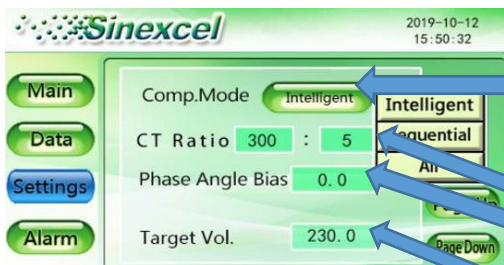 Sinexcel
2019-10-12
15:50:32
Main
Data
Settings
Alarm
Comp.Mode Intelligent
CT Ratio 300 : 5
Phase Angle Bias 0.0
Target Vol. 230.0
Intelligent
Page Down